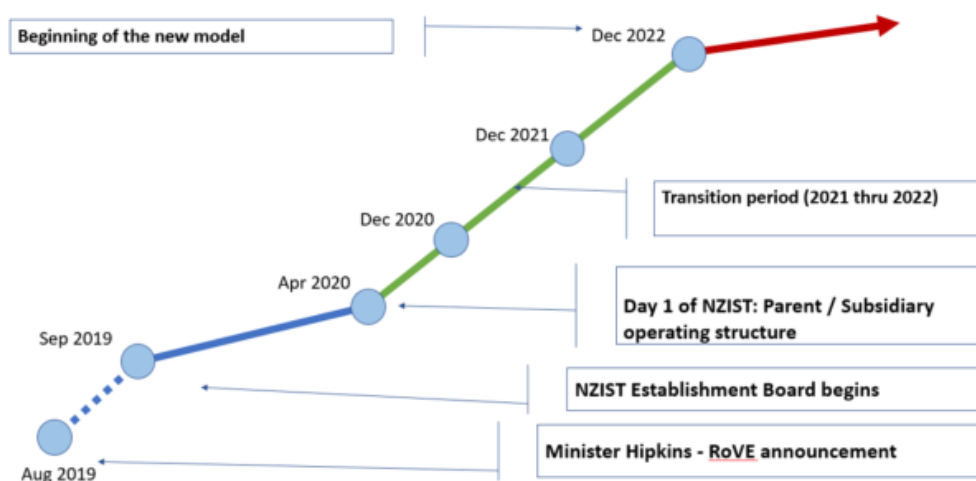 Beginning of the new model
Dec 2022
Dec 2021
Transition period (2021 thru 2022)
Dec 2020
Apr 2020
Day 1 of NZIST: Parent / Subsidiary
operating structure
Sep 2019
NZIST Establishment Board begins
Minister Hipkins - RoVE announcement
Aug 2019